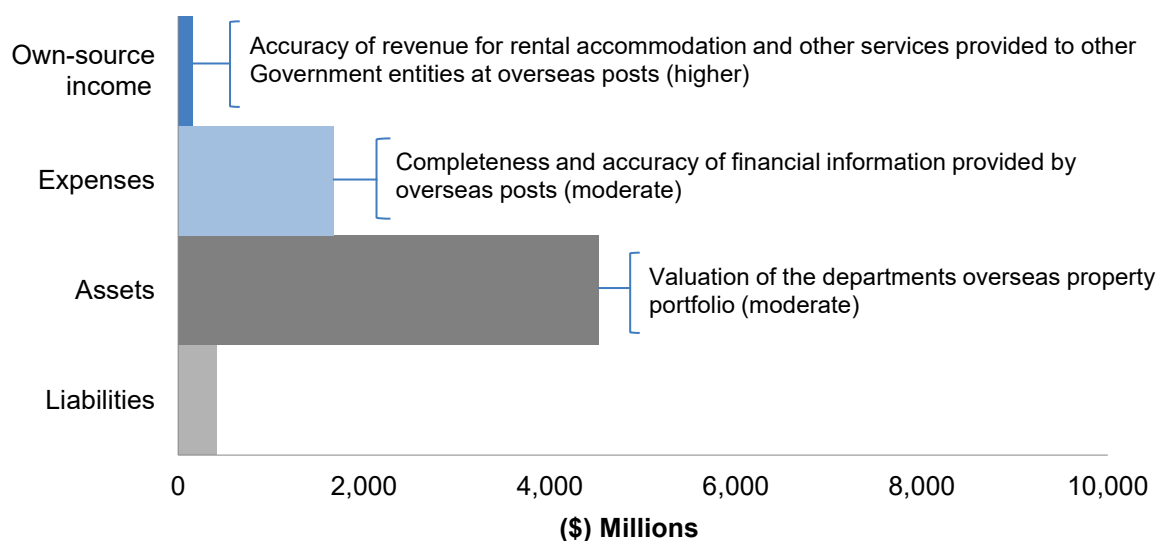 Own-source
income
Accuracy of revenue for rental accommodation and other services provided to other
Government entities at overseas posts (higher)
Expenses
Completeness and accuracy of financial information provided by
overseas posts (moderate)
Assets
Valuation of the departments overseas property
portfolio (moderate)
Liabilities
0 2,000 4,000 6,000 8,000 10,000
($) Millions